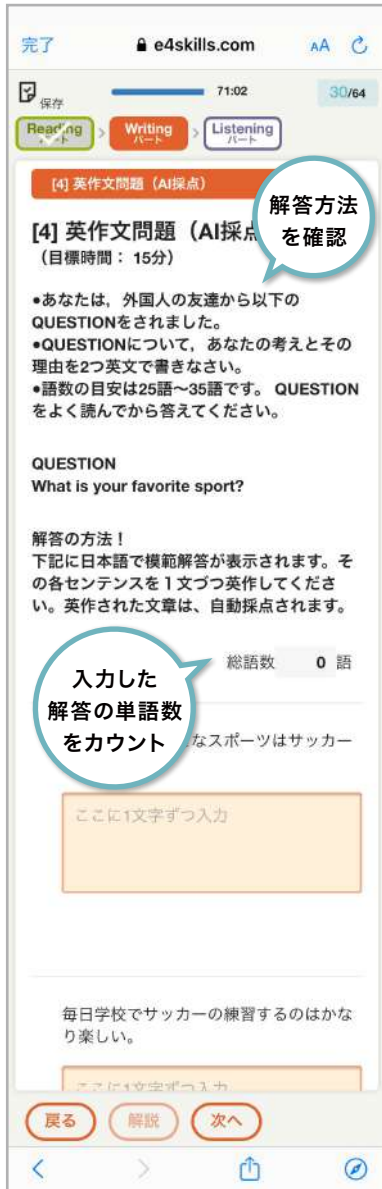 完了
e4skills.com
AA
保存
71:02
30/64
Reading
パート
>
Writing
パート
>
Listening
パート
[4] 英作文問題（AI採点）
解答方法
を確認
[4] 英作文問題（AI採点
（目標時間： 15分）
•あなたは，外国人の友達から以下の
QUESTIONをされました。
•QUESTIONについて，あなたの考えとその
理由を2つ英文で書きなさい。
•語数の目安は25語～35語です。 QUESTION
をよく読んでから答えてください。
QUESTION
What is your favorite sport?
解答の方法！
下記に日本語で模範解答が表示されます。そ
の各センテンスを１文づつ英作してくださ
い。英作された文章は、自動採点されます。
総語数 0 語
入力した
解答の単語数
をカウント
なスポーツはサッカー
ここに1文字ずつ入力
毎日学校でサッカーの練習するのはかな
り楽しい。
ここに1文字ずつ入力
戻る
解説
次へ